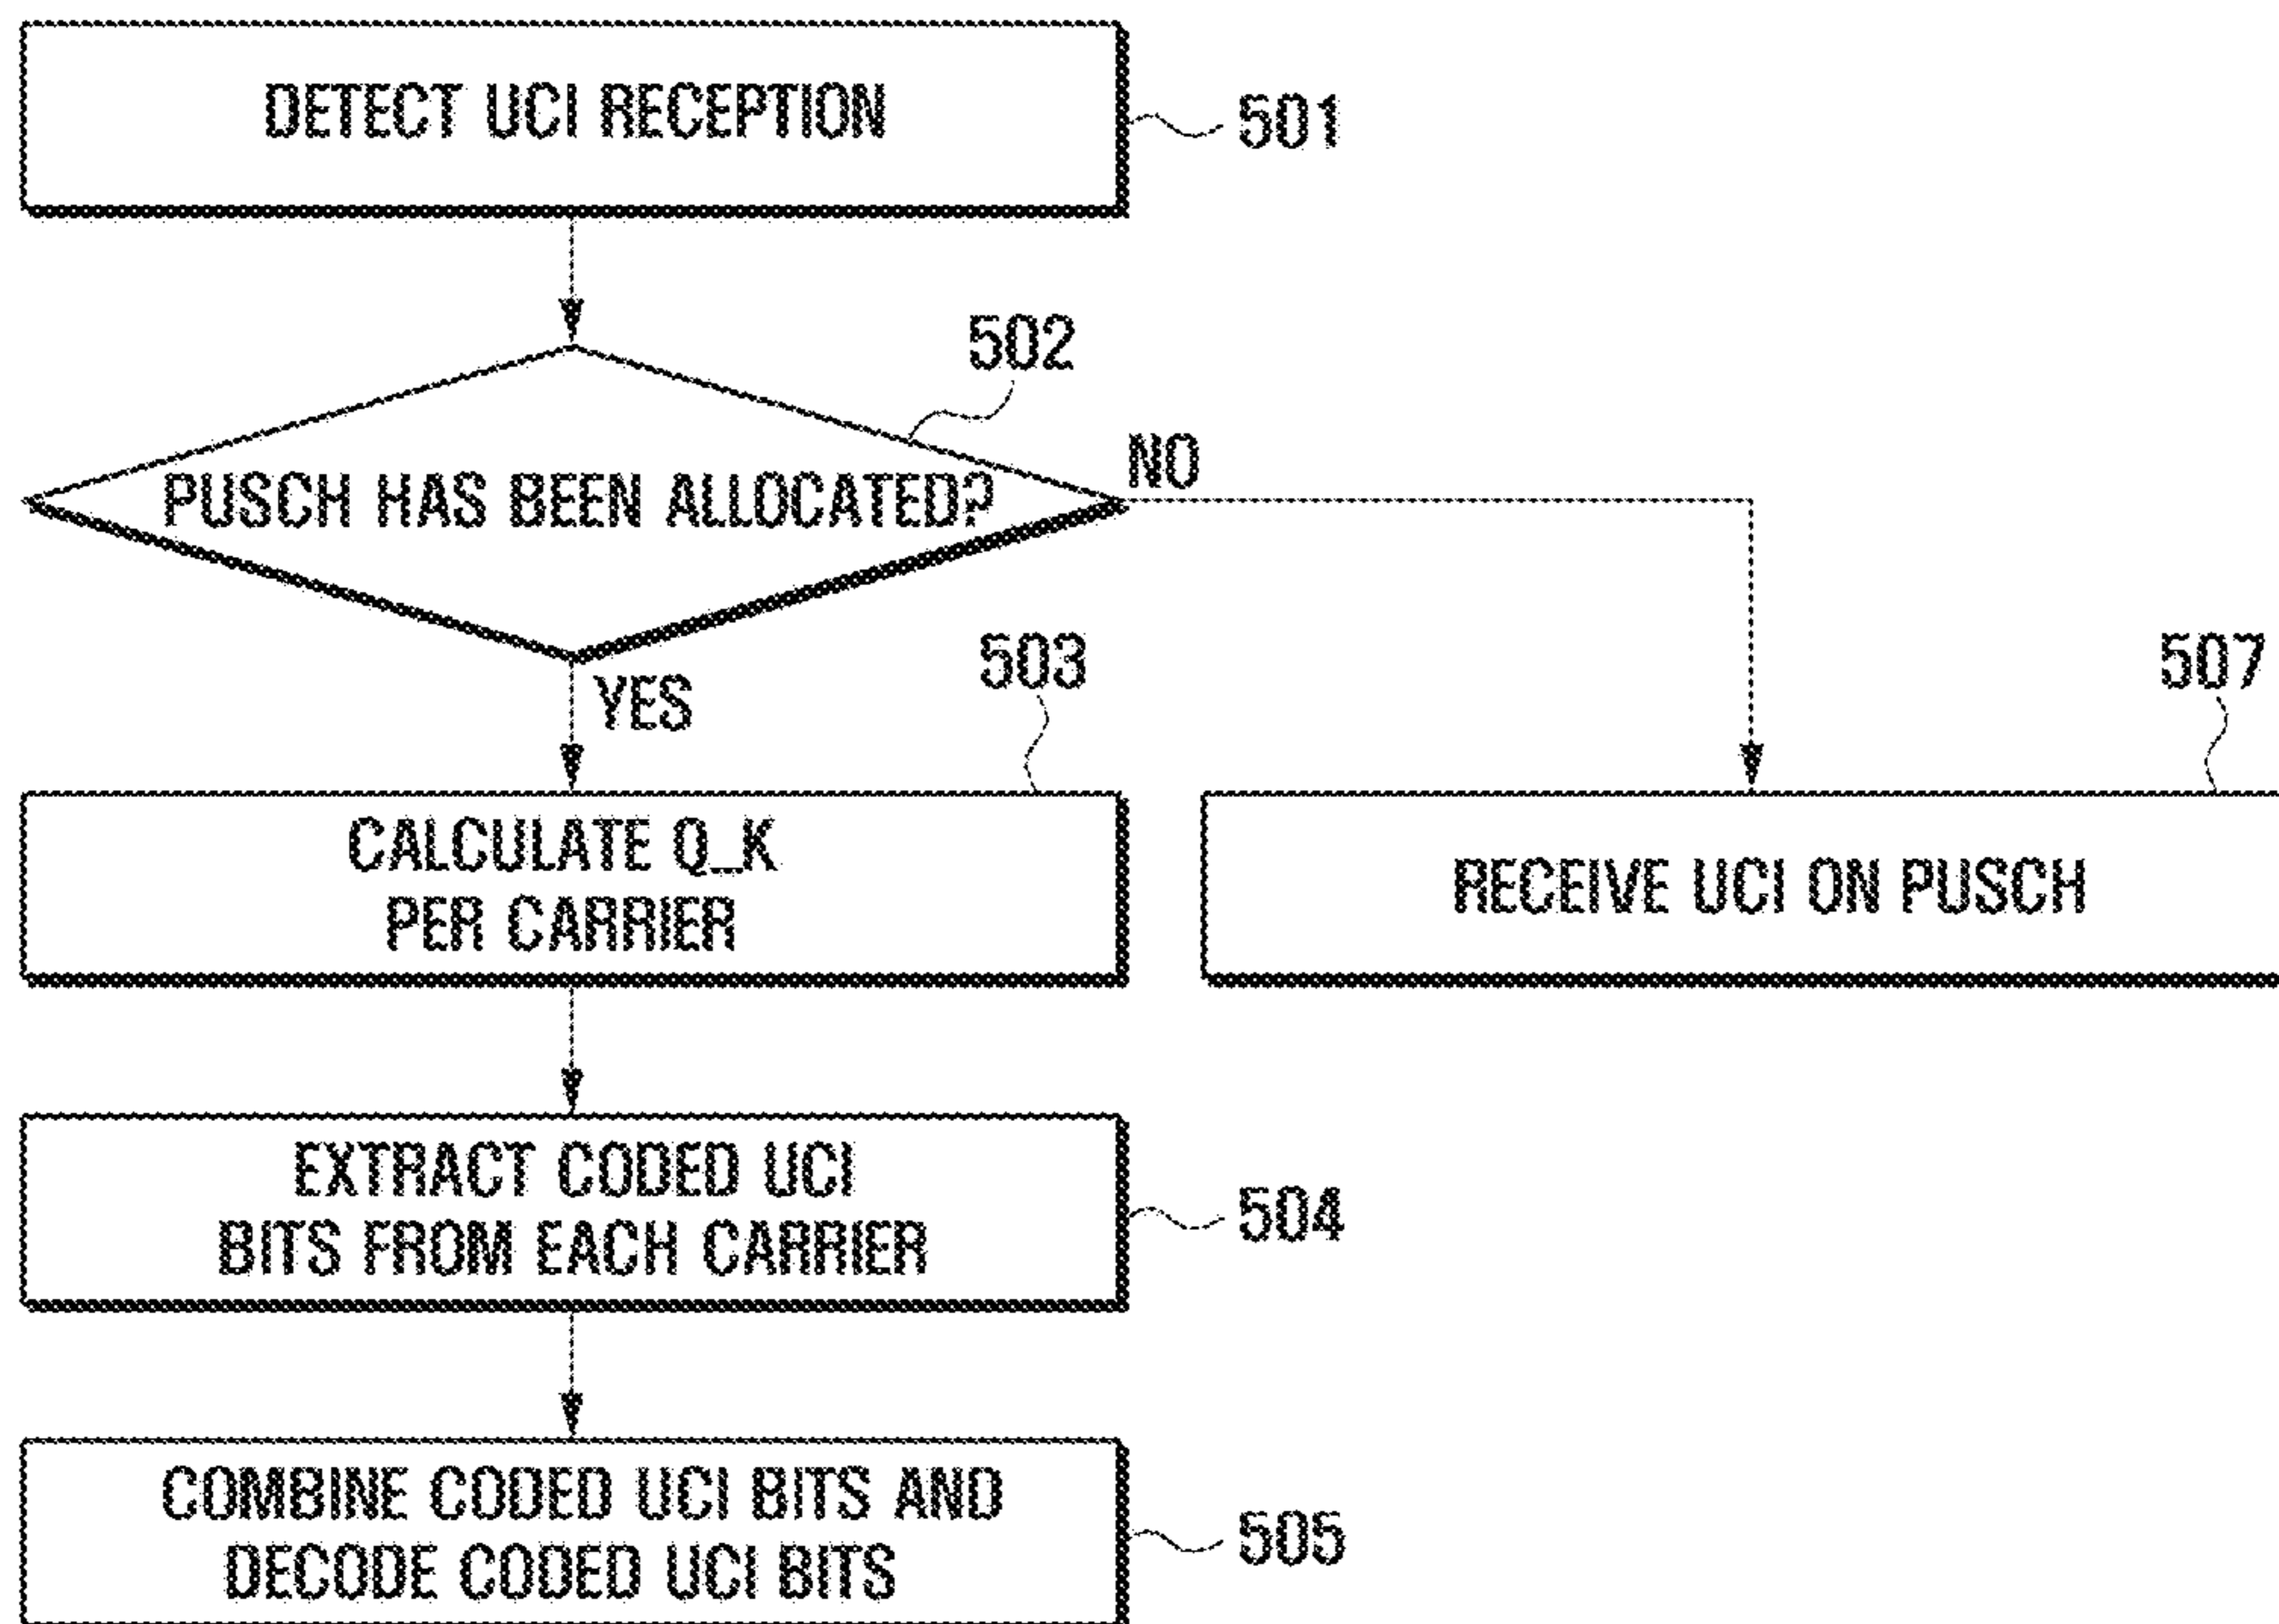 DETECT UCI RECEPTION
501
502
PUSCH HAS BEEN ALLOCATED?
NO
YES
503
507
CALCULATE Q_K
PER CARRIER
RECEIVE UCI ON PUSCH
EXTRACT CODED UCI
BITS FROM EACH CARRIER
504
COMBINE CODED UCI BITS AND
DECODE CODED UCI BITS
505